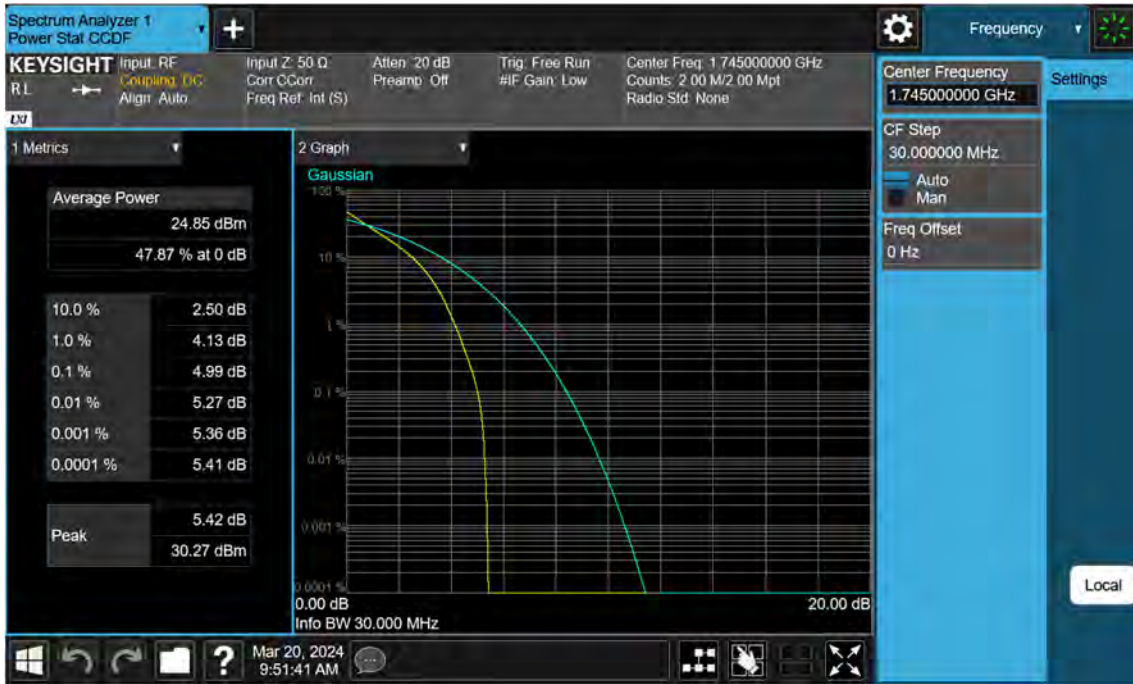 Spectrum Analyzer 1
Power Stat CCDF
+
Frequency
KEYSIGHT
R L
LXI
Input: RF
Coupling: DC
Align: Auto
Input Z: 50 Ω
Corr CCorr
Freq Ref: Int (S)
Atten: 20 dB
Preamp: Off
Trig: Free Run
#IF Gain: Low
Center Freq: 1.745000000 GHz
Counts: 2.00 M/2.00 Mpt
Radio Std: None
Center Frequency
1.745000000 GHz
Settings
CF Step
30.000000 MHz
Auto
Man
Freq Offset
0 Hz
1 Metrics
Average Power
24.85 dBm
47.87 % at 0 dB
10.0 % 2.50 dB
1.0 % 4.13 dB
0.1 % 4.99 dB
0.01 % 5.27 dB
0.001 % 5.36 dB
0.0001 % 5.41 dB
Peak
5.42 dB
30.27 dBm
2 Graph
Gaussian
100 %
10 %
1 %
0.1 %
0.01 %
0.001 %
0.0001 %
0.00 dB 20.00 dB
Info BW 30.000 MHz
Local
?
Mar 20, 2024
9:51:41 AM